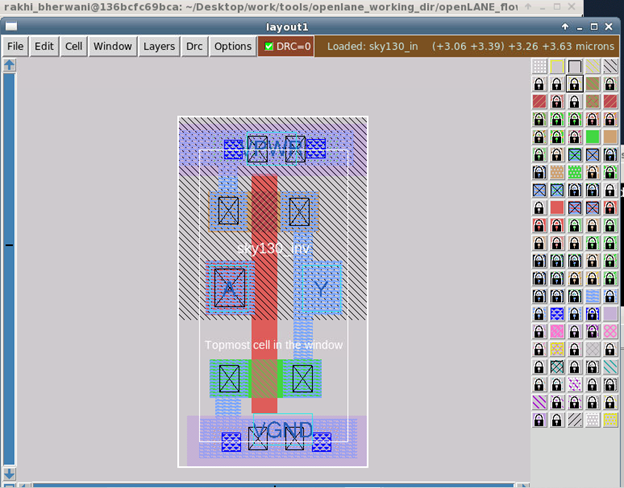 rakhi_bherwani@136bcfc69bca: ~/Desktop/work/tools/openlane_working_dir/openLANE_flow
layout1
File Edit Cell Window Layers Drc Options DRC=0 Loaded: sky130_in (+3.06 +3.39) +3.26 +3.63 microns
VPWR
sky130_inv
A Y
Topmost cell in the window
VGND